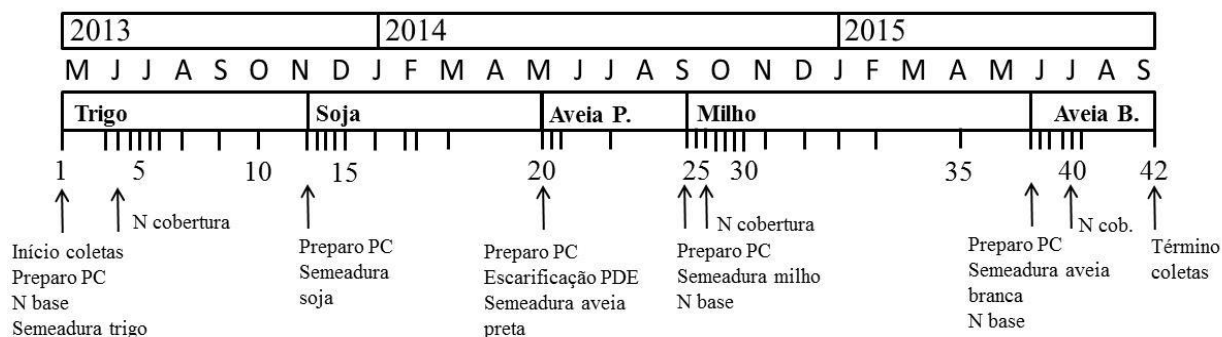 2013 2014 2015
M J J A S O N D J F M A M J J A S O N D J F M A M J J A S
Trigo Soja Aveia P. Milho Aveia B.
1 5 10 15 20 25 30 35 40 42
N cobertura N cobertura N cob.
Início coletas
Preparo PC
N base
Semeadura trigo
Preparo PC
Semeadura
soja
Preparo PC
Escarificação PDE
Semeadura aveia
preta
Preparo PC
Semeadura milho
N base
Preparo PC
Semeadura aveia
branca
N base
Término
coletas